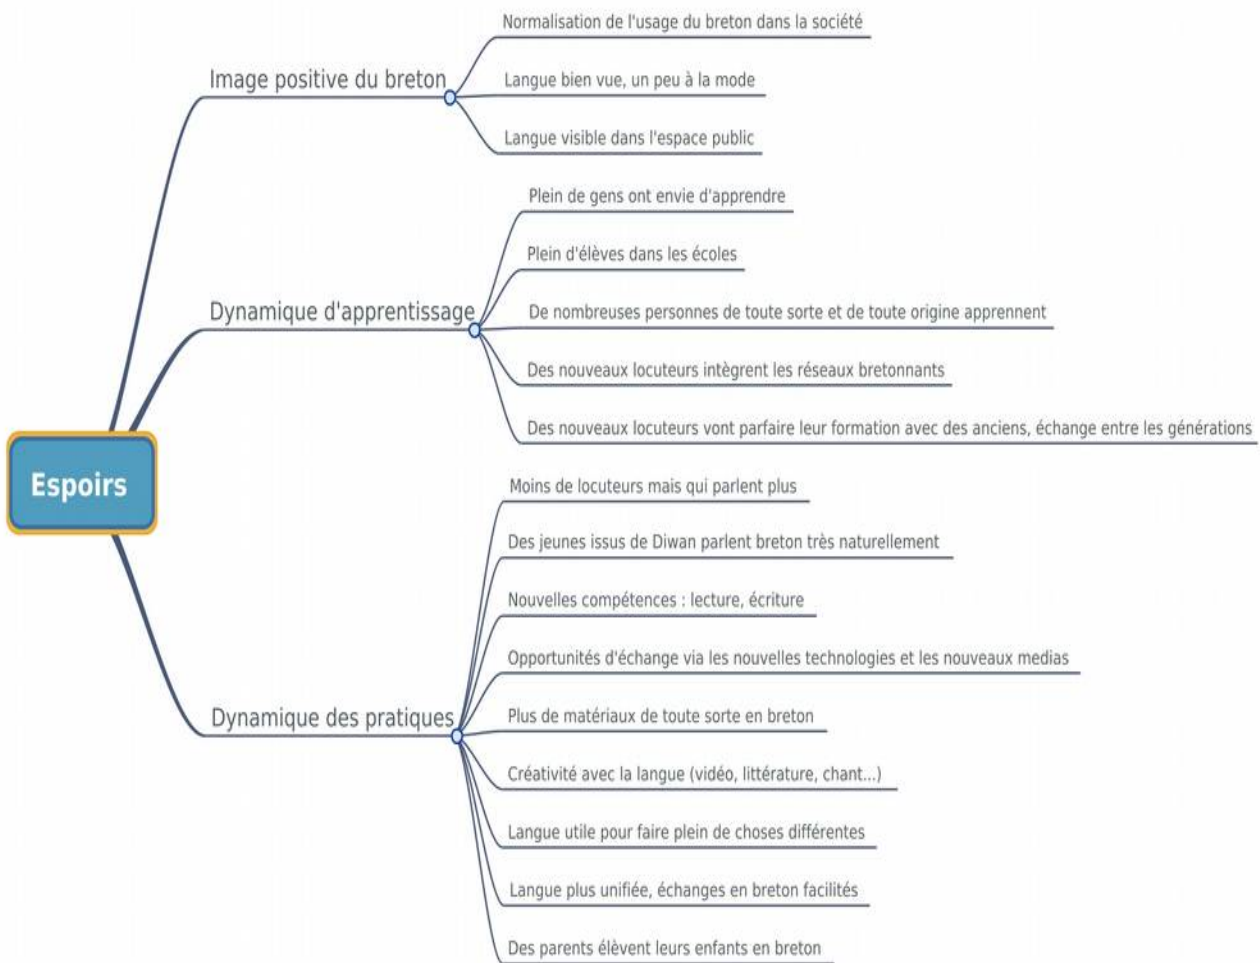 Espoirs
Image positive du breton
Normalisation de l'usage du breton dans la société
Langue bien vue, un peu à la mode
Langue visible dans l'espace public
Dynamique d'apprentissage
Plein de gens ont envie d'apprendre
Plein d'élèves dans les écoles
De nombreuses personnes de toute sorte et de toute origine apprennent
Des nouveaux locuteurs intègrent les réseaux bretonnants
Des nouveaux locuteurs vont parfaire leur formation avec des anciens, échange entre les générations
Dynamique des pratiques
Moins de locuteurs mais qui parlent plus
Des jeunes issus de Diwan parlent breton très naturellement
Nouvelles compétences : lecture, écriture
Opportunités d'échange via les nouvelles technologies et les nouveaux medias
Plus de matériaux de toute sorte en breton
Créativité avec la langue (vidéo, littérature, chant...)
Langue utile pour faire plein de choses différentes
Langue plus unifiée, échanges en breton facilités
Des parents élèvent leurs enfants en breton